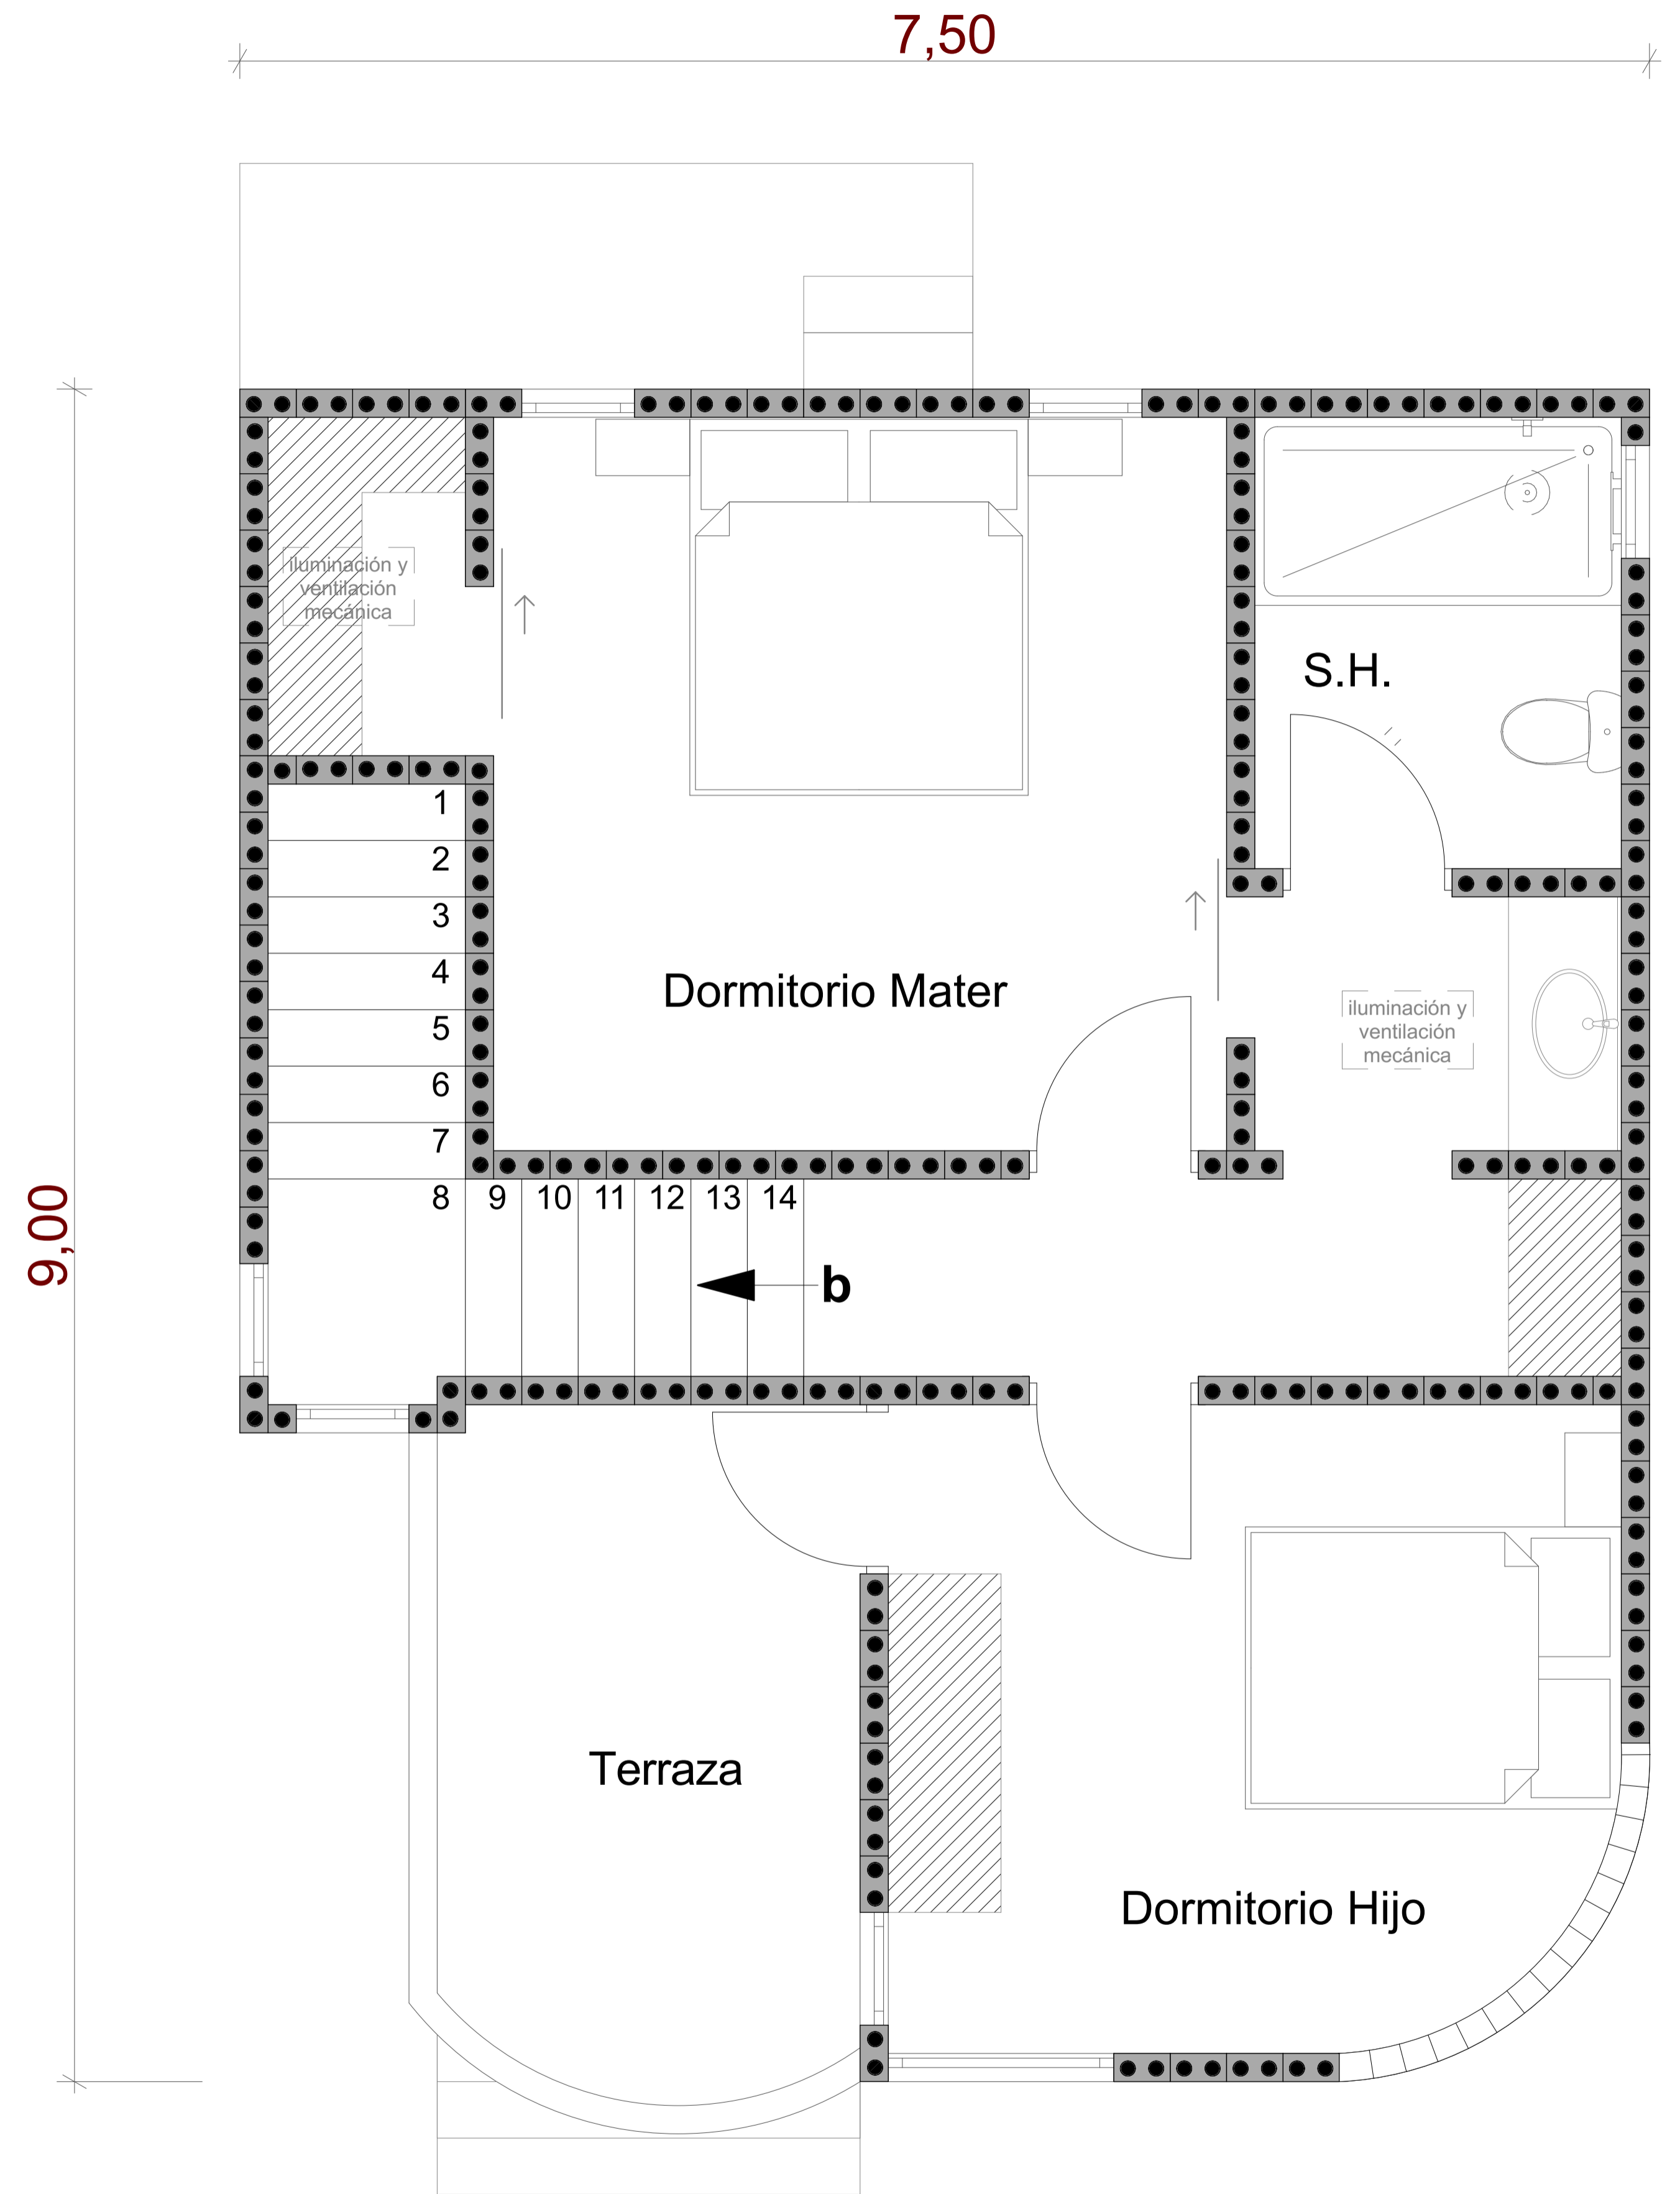 7,50
iluminación y
ventilación
mecánica
S.H.
1
2
3
4
5
6
7
8 9 10 11 12 13 14
Dormitorio Mater
iluminación y
ventilación
mecánica
9,00
b
Terraza
Dormitorio Hijo